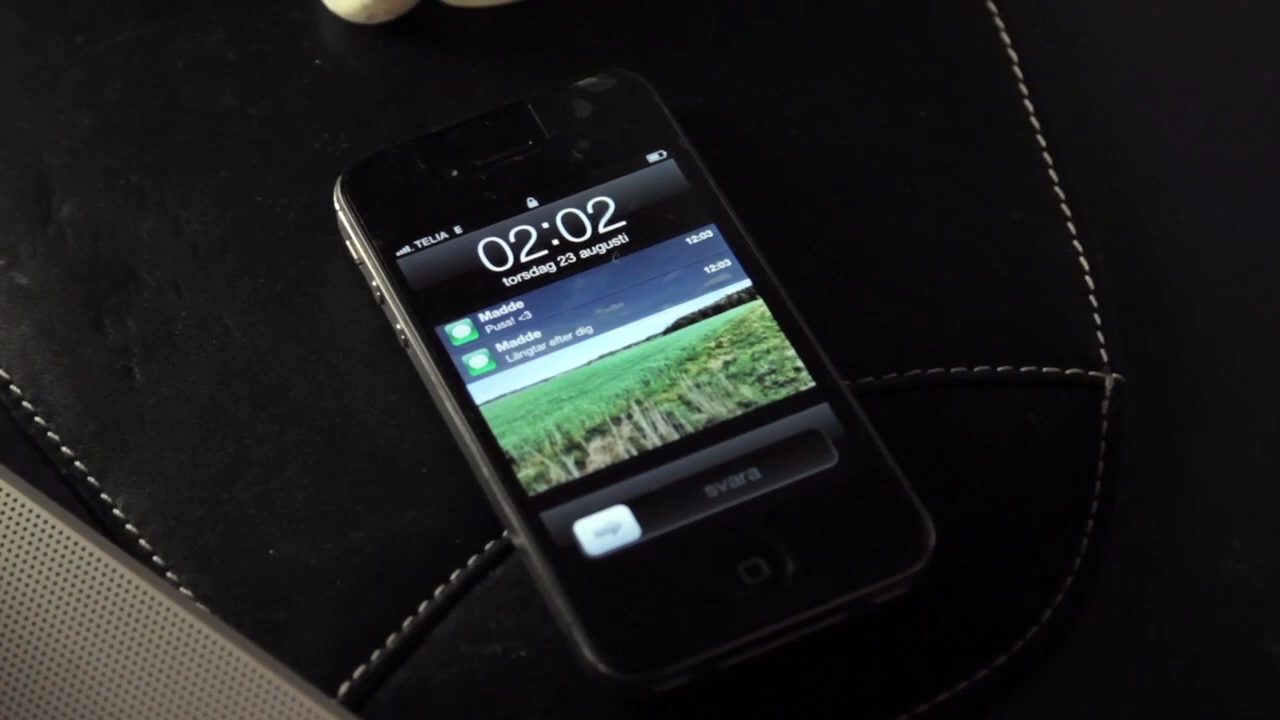 TELIA E
02:02
torsdag 23 augusti
Madde 12:03
Puss! <3
Madde 12:03
Längtar efter dig
svara